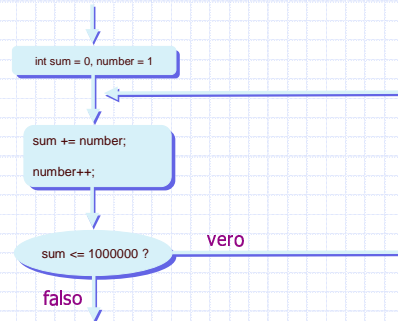 int sum = 0, number = 1
sum += number;
number++;
sum <= 1000000 ?
vero
falso